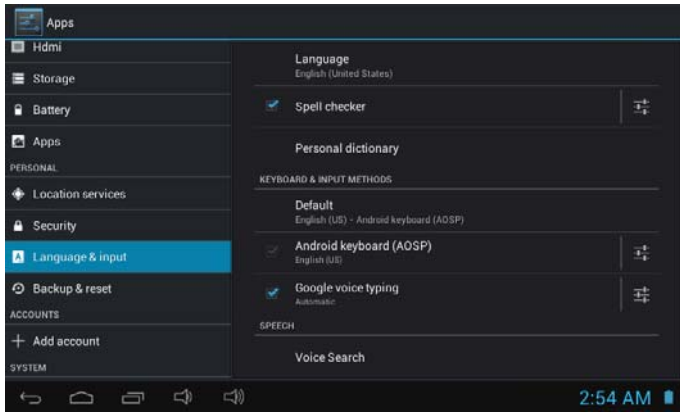 Apps
Hdmi
Storage
Battery
Apps
PERSONAL
Location services
Security
Language & input
Backup & reset
ACCOUNTS
Add account
SYSTEM
Language
English (United States)
Spell checker
Personal dictionary
KEYBOARD & INPUT METHODS
Default
English (US) - Android keyboard (AOSP)
Android keyboard (AOSP)
English (US)
Google voice typing
Automatic
SPEECH
Voice Search
2:54 AM